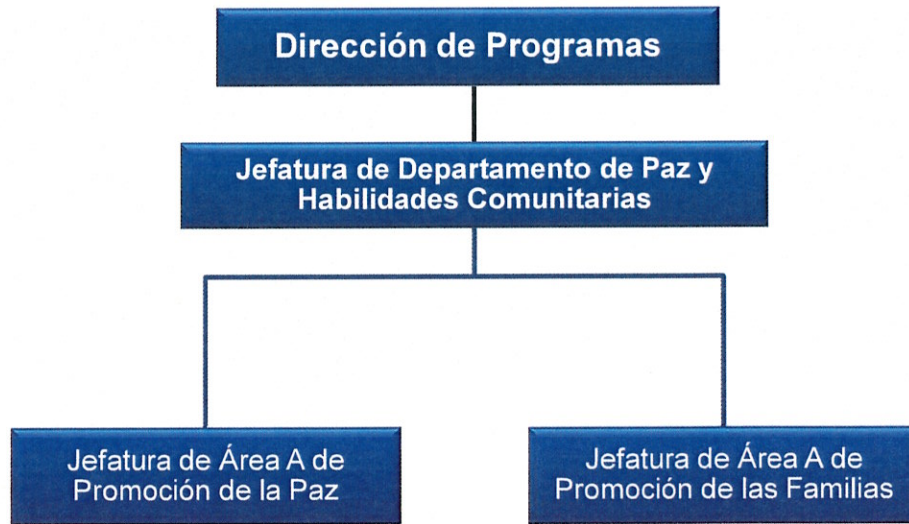 Dirección de Programas
Jefatura de Departamento de Paz y
Habilidades Comunitarias
Jefatura de Área A de
Promoción de la Paz
Jefatura de Área A de
Promoción de las Familias